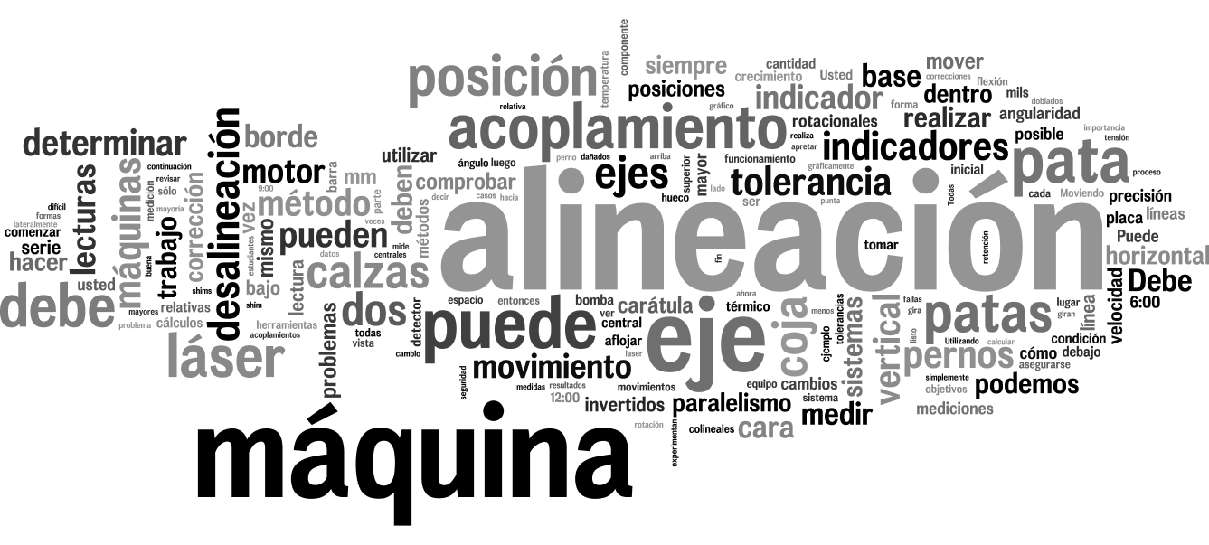 componente
posición
temperatura
siempre
cantidad
crecimiento
Usted
base
mover
correcciones
flexión
mils
doblados
relativa
posiciones
gráfico
indicador
forma
dentro
angularidad
importancia
tensión
determinar
desalineación
borde
acoplamiento
rotacionales
realiza
apretar
realizar
indicadores
posible
pata
proceso
lecturas
máquinas
continuación
revisar
sólo
medición
mayoría
motor
barra
utilizar
ángulo
luego
perro
dañados
arriba
ejes
hueco
superior
mayor
lado
funcionamiento
gráficamente
tolerancia
inicial
cada
Moviendo
precisión
corrección
9:00
vez
estudiantes
método
mm
parte
veces
deben
comprobar
decir
casos
hacia
métodos
alineación
ser
punta
Todas
tomar
retención
fin
placa
líneas
Puede
horizontal
difícil
formas
lateralmente
comenzar
serie
hacer
trabajo
buena
mismo
pueden
datos
centrales
usted
debe
mayores
problema
relativas
cálculos
shims
shim
bajo
lectura
calzas
herramientas
acoplamientos
problemas
dos
todas
vista
detector
cambio
espacio
entonces
puede
bomba
ver
central
aflojar
laser
carátula
ahora
térmico
eje
coja
menos
ejemplo
tolerancias
sistemas
vertical
fallas
gira
patas
listo
Utilizando
calcular
lugar
giran
línea
velocidad
Debe
6:00
condición
debajo
láser
movimiento
seguridad
medidas
resultados
12:00
movimientos
invertidos
rotación
equipo
cambios
sistema
paralelismo
experimentan
colineales
cara
medir
pernos
cómo
asegurarse
simplemente
objetivos
podemos
mediciones
máquina